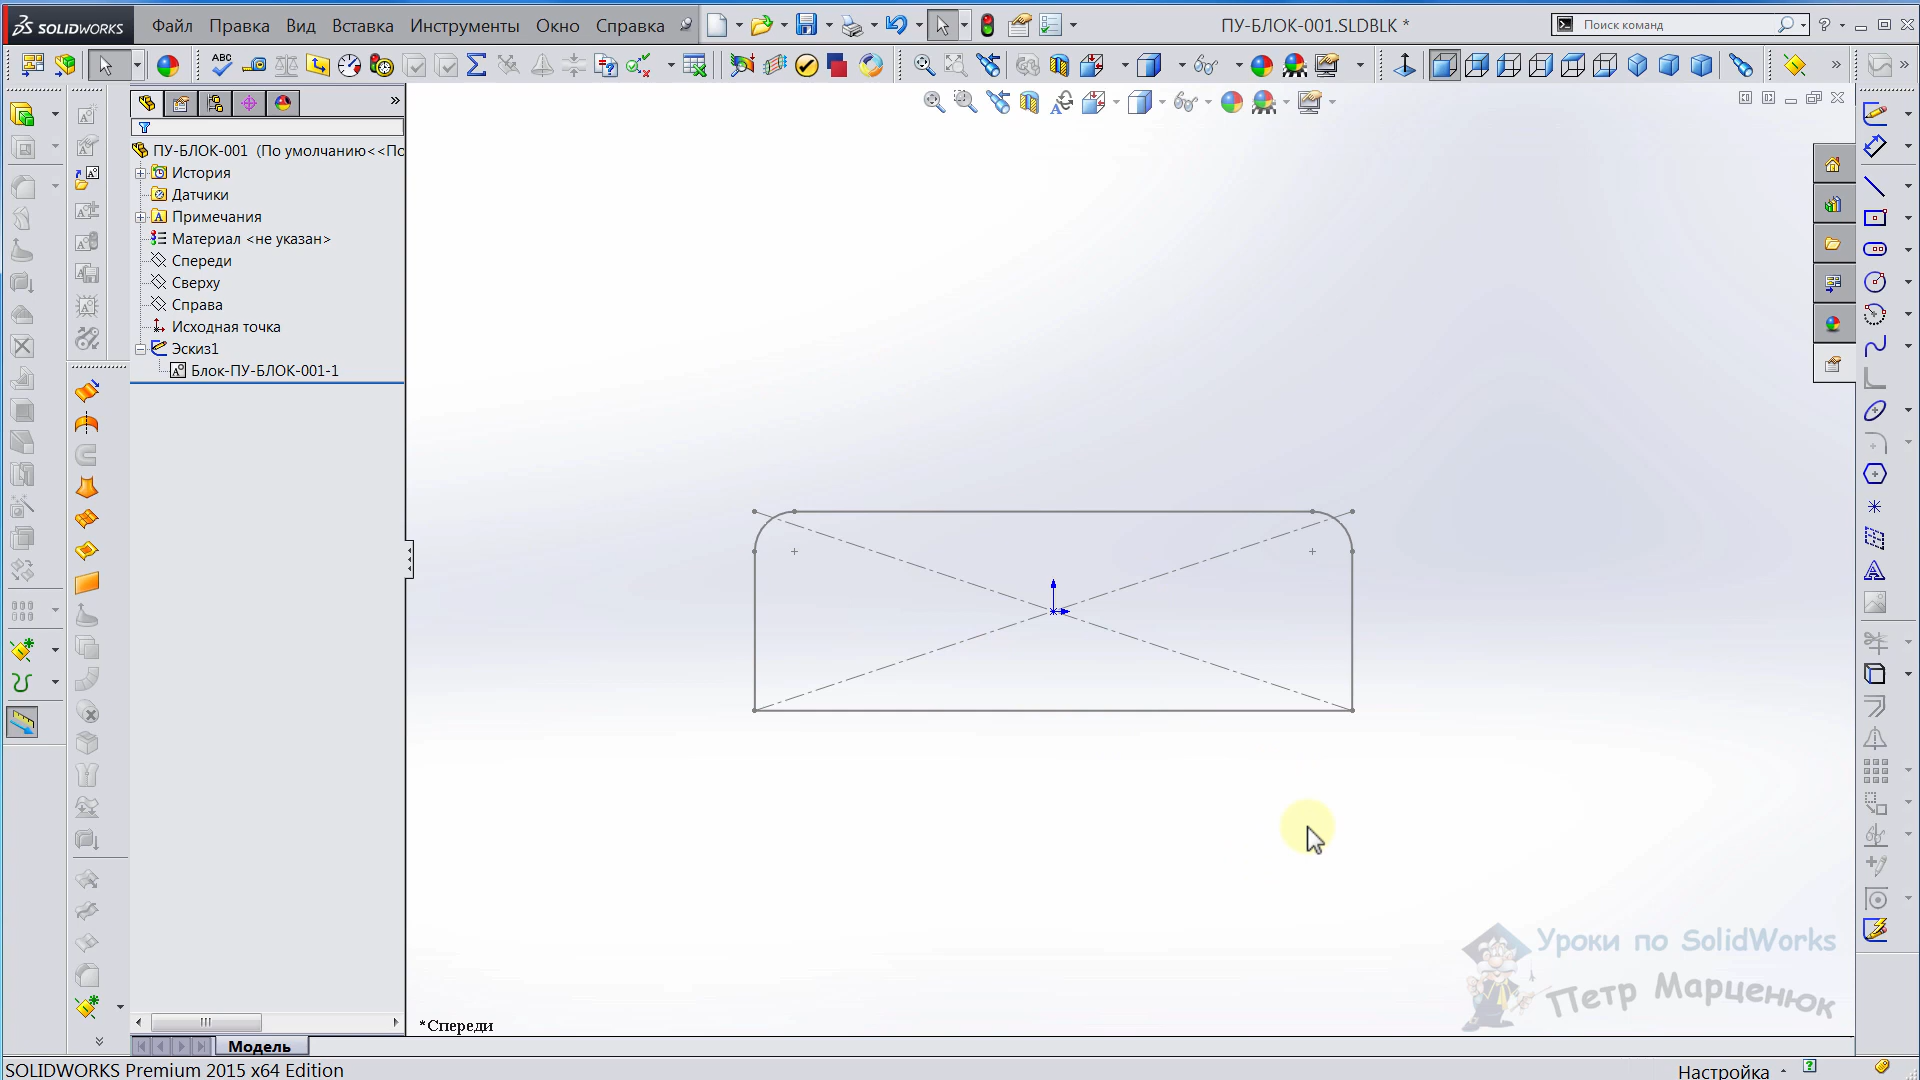 SOLIDWORKS Файл Правка Вид Вставка Инструменты Окно Справка ПУ-БЛОК-001.SLDBLK * Поиск команд
ПУ-БЛОК-001 (По умолчанию<<По
История
Датчики
Примечания
Материал <не указан>
Спереди
Сверху
Справа
Исходная точка
Эскиз1
Блок-ПУ-БЛОК-001-1
Уроки по SolidWorks
Петр Марценюк
*Спереди
Модель
SOLIDWORKS Premium 2015 x64 Edition Настройка